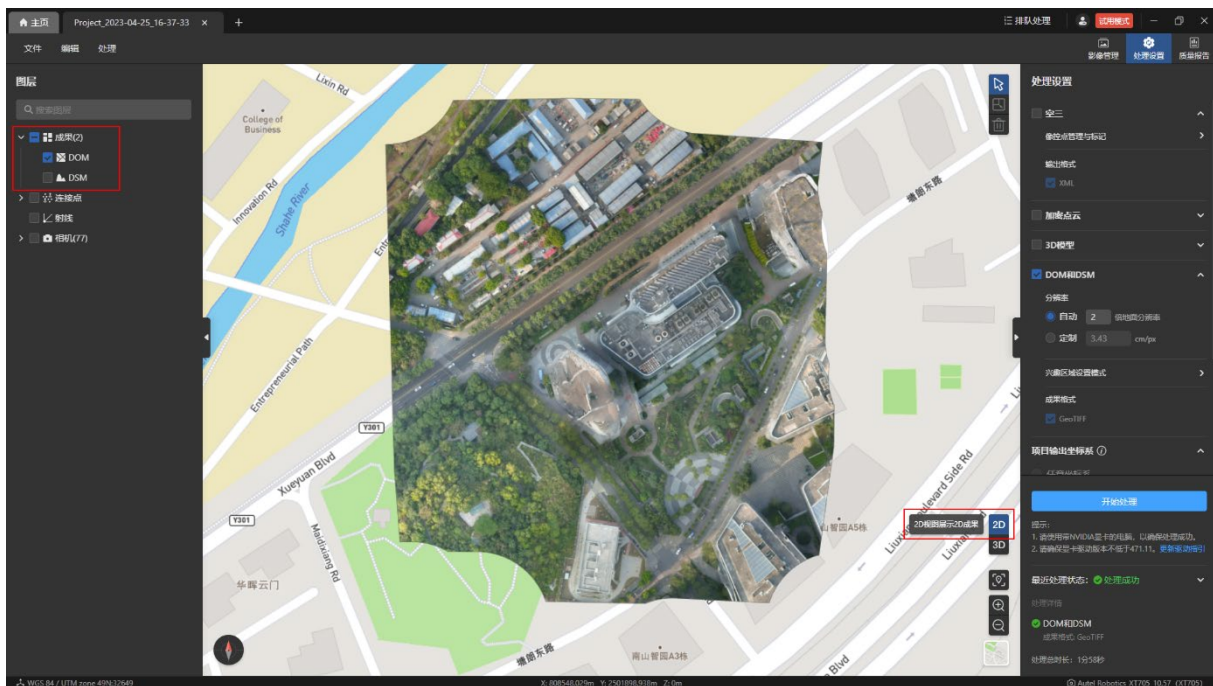 主页
Project_2023-04-25_16-37-33
排队处理
试用模式
文件
编辑
处理
影像管理
处理设置
质量报告
图层
搜索图层
成果(2)
DOM
DSM
连接点
射线
相机(77)
Lixin Rd
College of
Business
Innovation Rd
Shahe River
Entrepreneurial Path
Y301
Xueyuan Blvd
Y301
Maidixiang Rd
华晖云门
塘朗东路
塘朗东路
南山智园A3栋
山智园A5栋
Boulevard Side Rd
Blvd
2D视图展示2D成果
2D
3D
处理设置
空三
像控点管理与标记
输出格式
XML
加密点云
3D模型
DOM和DSM
分辨率
自动
2
倍地面分辨率
定制
3.43
cm/px
兴趣区域设置模式
成果格式
GeoTIFF
项目输出坐标系
开始处理
提示:
1. 请使用带NVIDIA显卡的电脑，以确保处理成功。
2. 请确保显卡驱动版本不低于471.11。更新驱动指引
最近处理状态: 处理成功
处理详情
DOM和DSM
成果格式: GeoTIFF
处理总时长: 1分58秒
WGS 84 / UTM zone 49N:32649
X: 808548.029m Y: 2501898.938m Z: 0m
Autel Robotics XT705 10.57 (XT705)